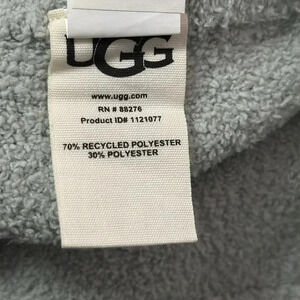 UGG
www.ugg.com
RN # 88276
Product ID# 1121077
70% RECYCLED POLYESTER
30% POLYESTER